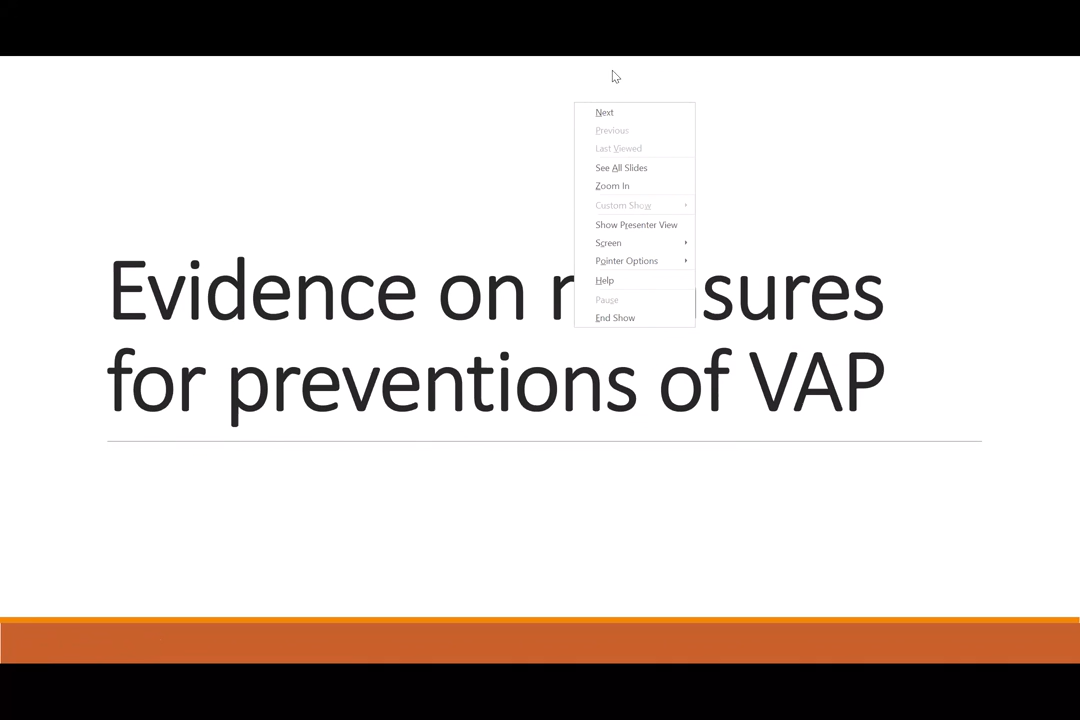 Next
Previous
Last Viewed
See All Slides
Zoom In
Custom Show
Show Presenter View
Screen
Pointer Options
Help
Pause
End Show
Evidence on m sures
for preventions of VAP